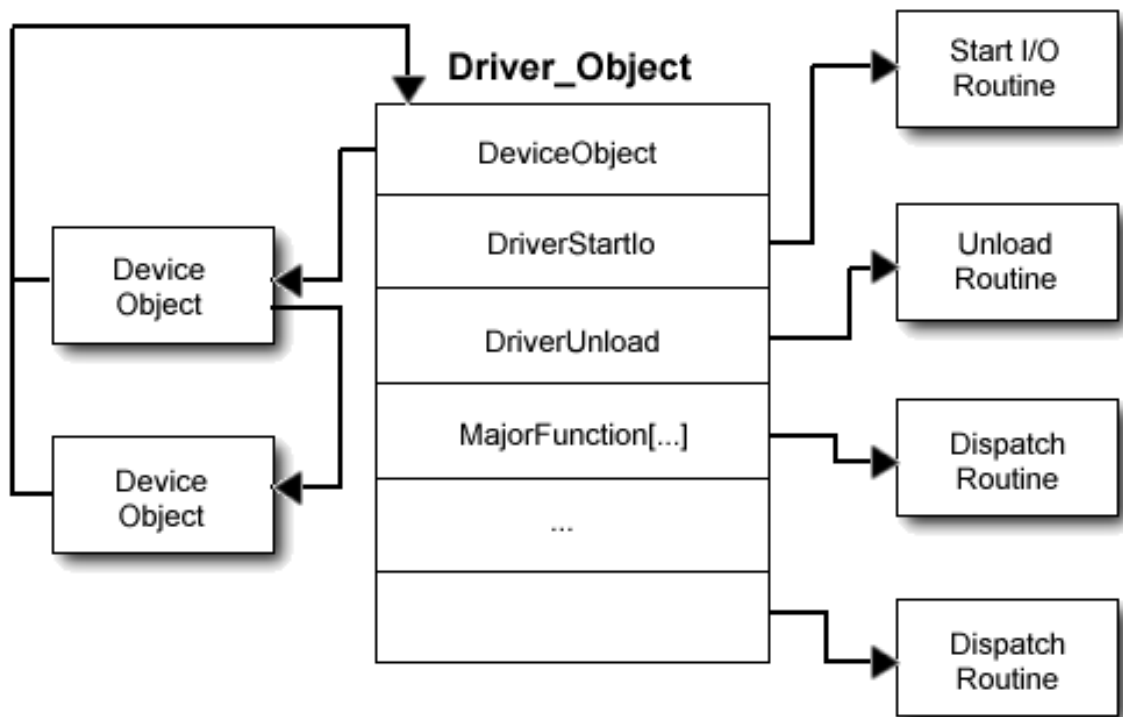 Driver_Object
DeviceObject
DriverStartIo
DriverUnload
MajorFunction[...]
...
Device
Object
Device
Object
Start I/O
Routine
Unload
Routine
Dispatch
Routine
Dispatch
Routine